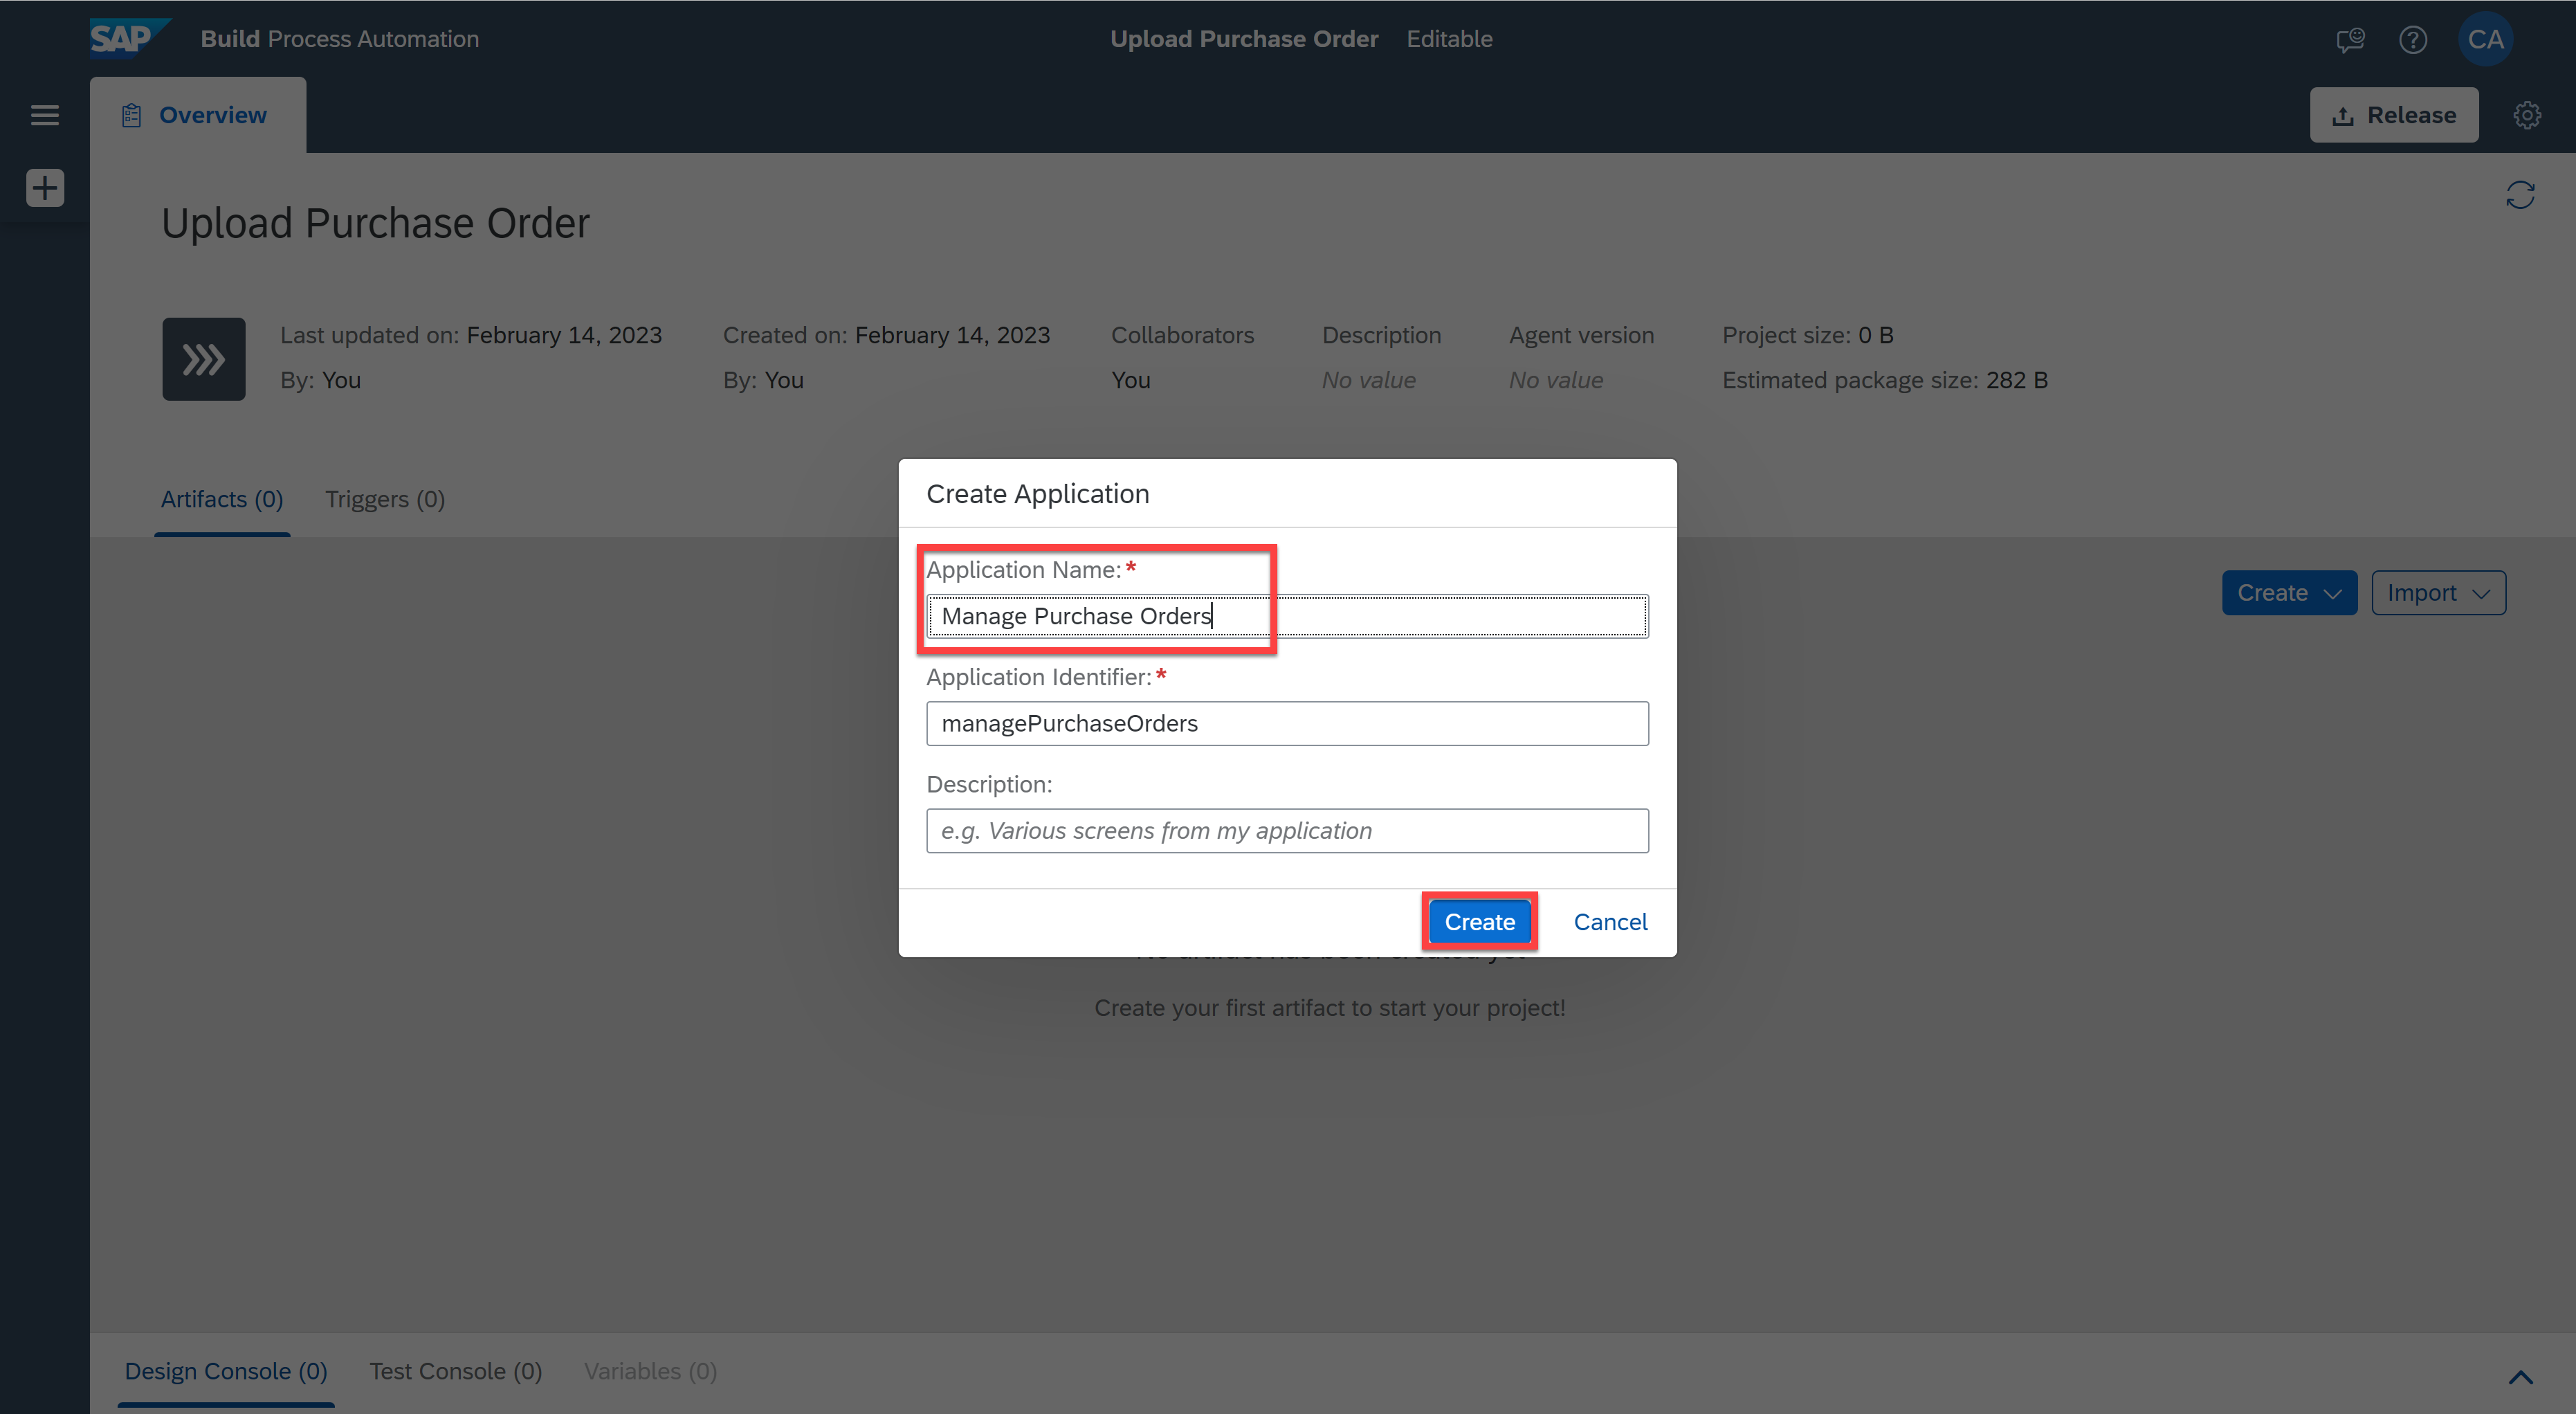 SAP Build Process Automation
Upload Purchase Order Editable
CA
Overview
Release
Upload Purchase Order
Last updated on: February 14, 2023
By: You
Created on: February 14, 2023
By: You
Collaborators
You
Description
No value
Agent version
No value
Project size: 0 B
Estimated package size: 282 B
Artifacts (0) Triggers (0)
Create Import
Create Application
Application Name:*
Manage Purchase Orders
Application Identifier:*
managePurchaseOrders
Description:
e.g. Various screens from my application
Create Cancel
Create your first artifact to start your project!
Design Console (0) Test Console (0) Variables (0)